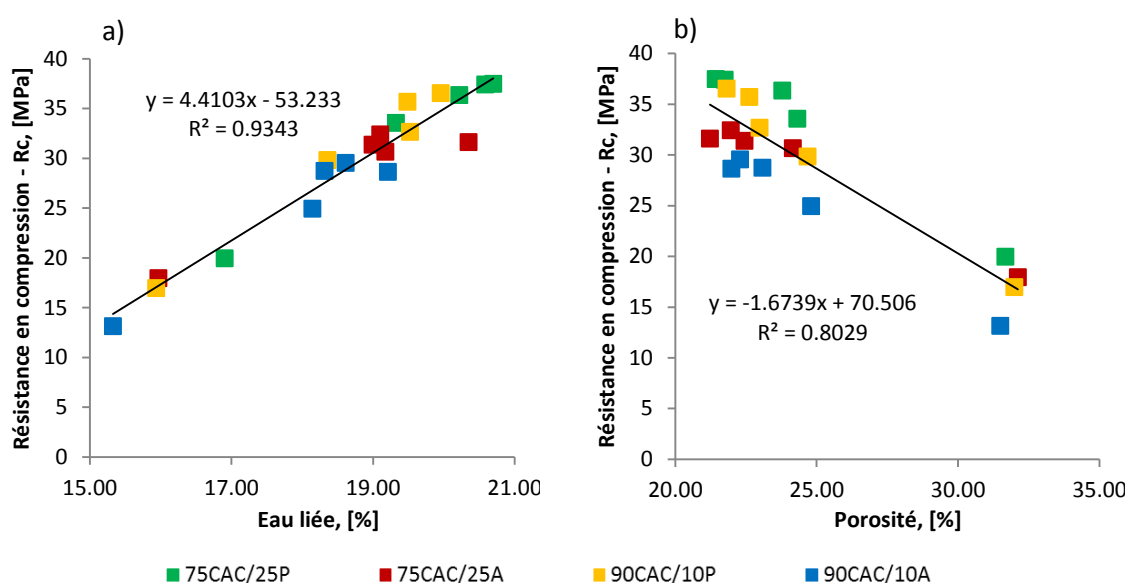 a)
Résistance en compression - Rc, [MPa]
40
35
30
25
20
15
10
5
0
y = 4.4103x - 53.233
R² = 0.9343
15.00 17.00 19.00 21.00
Eau liée, [%]
b)
Résistance en compression - Rc, [MPa]
40
35
30
25
20
15
10
5
0
y = -1.6739x + 70.506
R² = 0.8029
20.00 25.00 30.00 35.00
Porosité, [%]
75CAC/25P 75CAC/25A 90CAC/10P 90CAC/10A